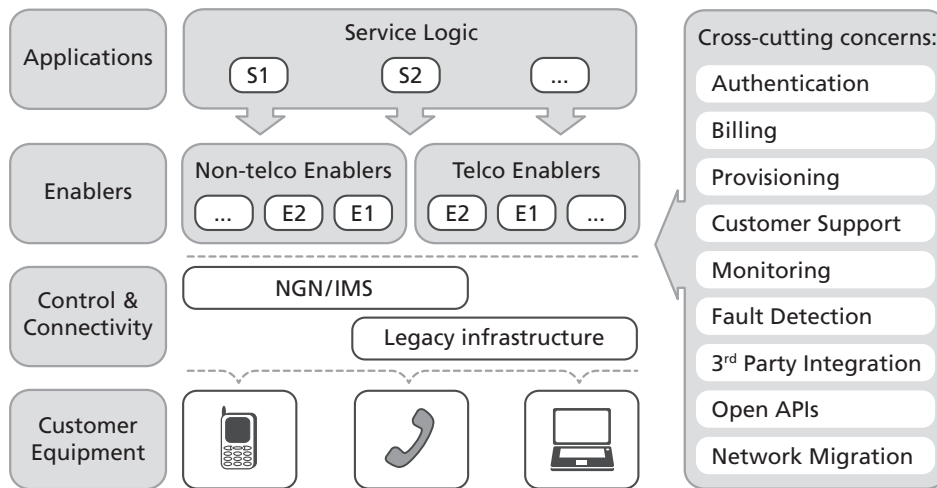 Applications
Service Logic
S1 S2 ...
Enablers
Non-telco Enablers
... E2 E1
Telco Enablers
E2 E1 ...
Control &
Connectivity
NGN/IMS
Legacy infrastructure
Customer
Equipment
Cross-cutting concerns:
Authentication
Billing
Provisioning
Customer Support
Monitoring
Fault Detection
3rd Party Integration
Open APIs
Network Migration